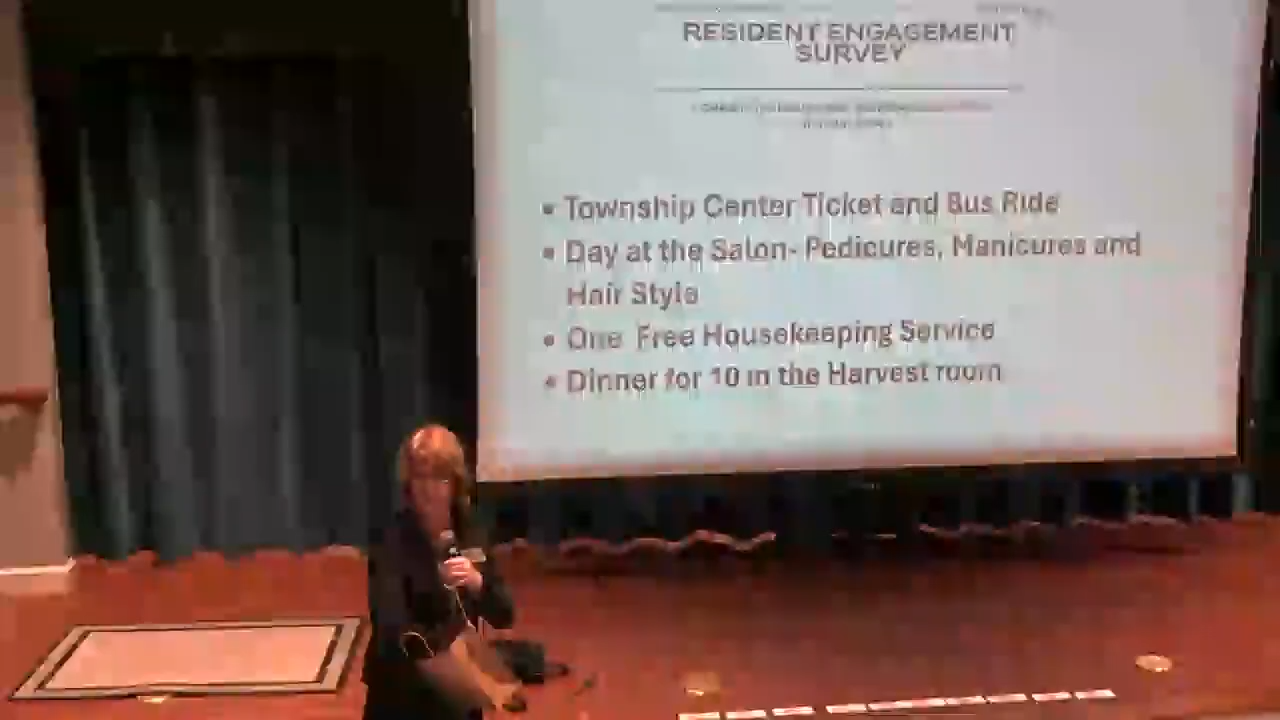 RESIDENT ENGAGEMENT
SURVEY
• Township Center Ticket and Bus Ride
• Day at the Salon- Pedicures, Manicures and
Hair Style
• One Free Housekeeping Service
• Dinner for 10 in the Harvest room